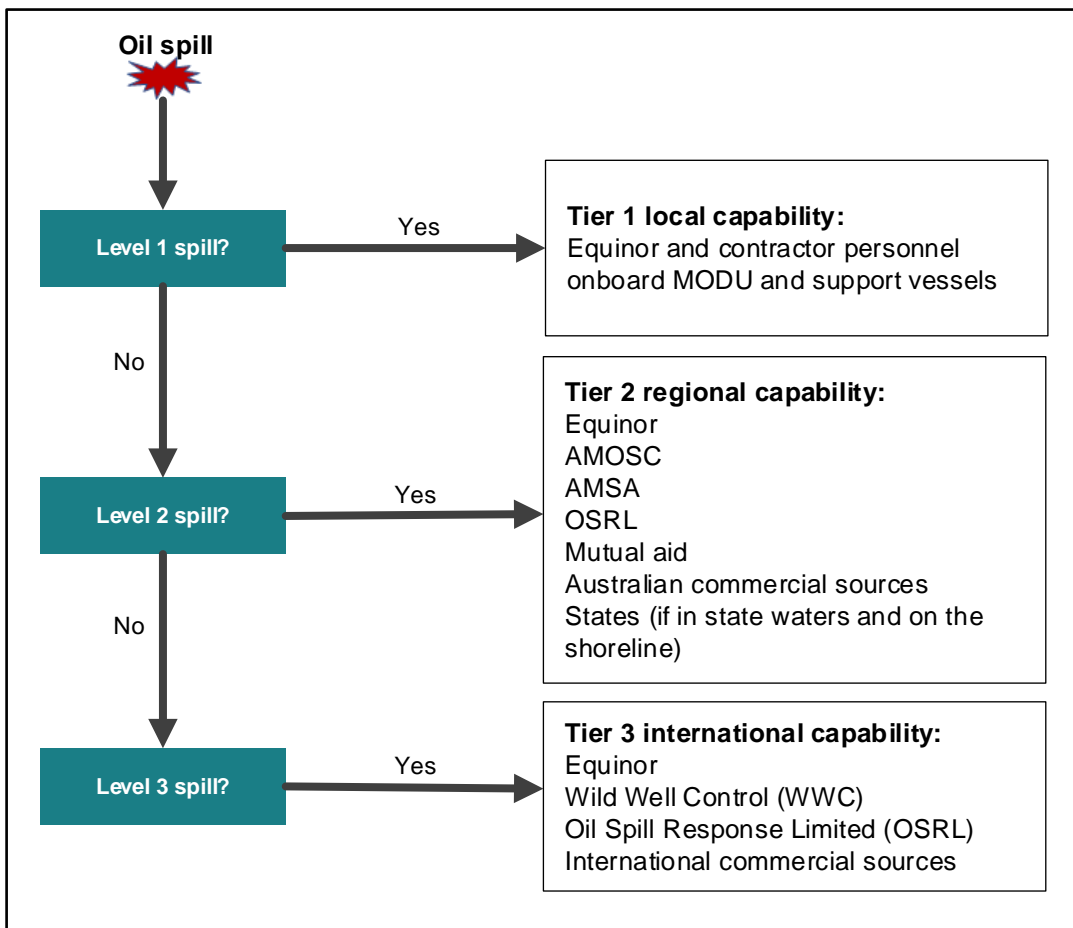 Oil spill
Level 1 spill?
Yes
Tier 1 local capability:
Equinor and contractor personnel
onboard MODU and support vessels
No
Level 2 spill?
Yes
Tier 2 regional capability:
Equinor
AMOSC
AMSA
OSRL
Mutual aid
Australian commercial sources
States (if in state waters and on the
shoreline)
No
Level 3 spill?
Yes
Tier 3 international capability:
Equinor
Wild Well Control (WWC)
Oil Spill Response Limited (OSRL)
International commercial sources